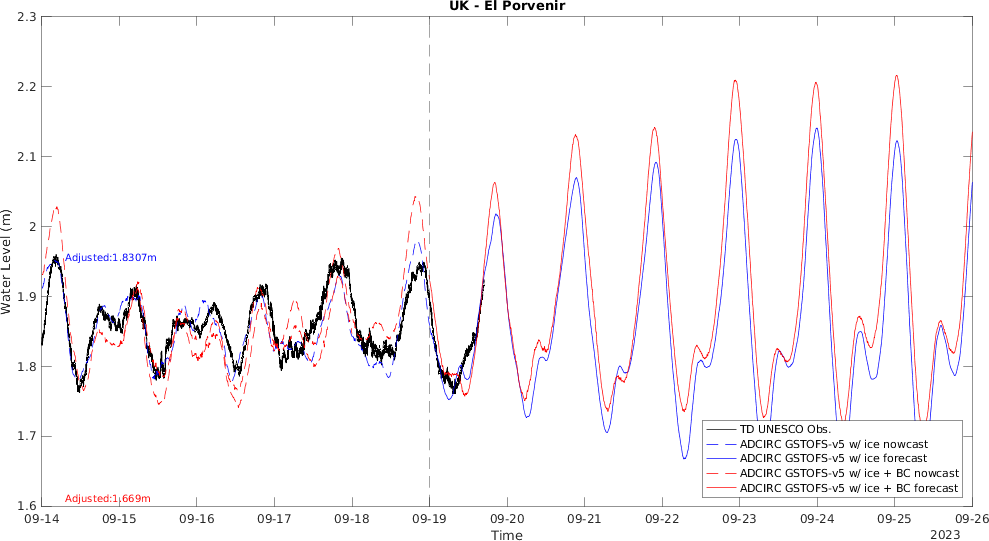 UK - El Porvenir
2.3
2.2
2.1
2
1.9
1.8
1.7
1.6
Water Level (m)
Adjusted:1.8307m
Adjusted:1.669m
TD UNESCO Obs.
ADCIRC GSTOFS-v5 w/ ice nowcast
ADCIRC GSTOFS-v5 w/ ice forecast
ADCIRC GSTOFS-v5 w/ ice + BC nowcast
ADCIRC GSTOFS-v5 w/ ice + BC forecast
09-14 09-15 09-16 09-17 09-18 09-19 09-20 09-21 09-22 09-23 09-24 09-25 09-26
Time
2023